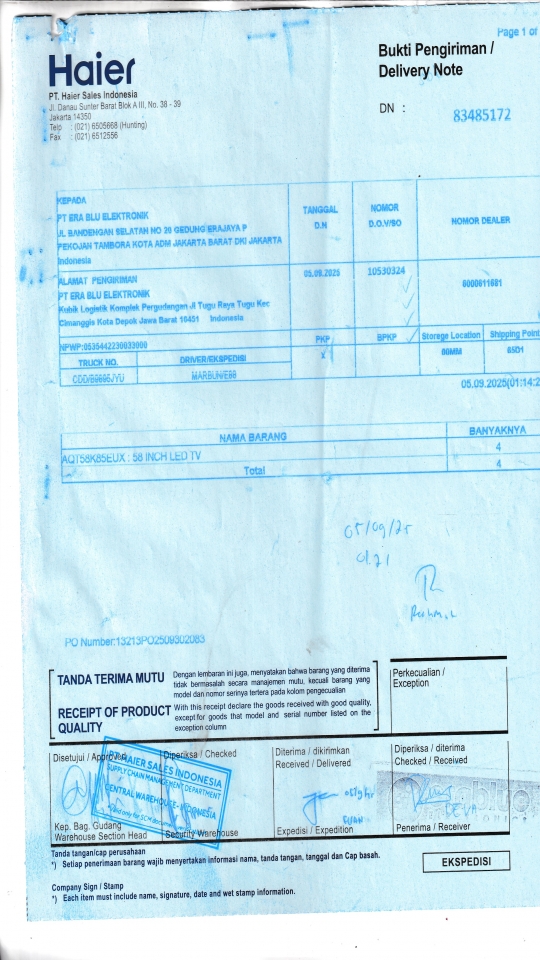 Page 1 of
Haier
Bukti Pengiriman /
Delivery Note
PT. Haier Sales Indonesia
Jl. Danau Sunter Barat Blok A III, No. 38 - 39
Jakarta 14350
Telp : (021) 6505668 (Hunting)
Fax : (021) 6512556
DN : 83485172
KEPADA
PT ERA BLU ELEKTRONIK
JL BANDENGAN SELATAN NO 20 GEDUNG ERAJAYA P
PEKOJAN TAMBORA KOTA ADM JAKARTA BARAT DKI JAKARTA
Indonesia
TANGGAL
D.N
NOMOR
D.O.V/SO
NOMOR DEALER
ALAMAT PENGIRIMAN
PT ERA BLU ELEKTRONIK
Kubik Logistik Komplek Pergudangan Jl Tugu Raya Tugu Kec
Cimanggis Kota Depok Jawa Barat 16451 Indonesia
05.09.2025
10530324
NPWP:
PKP
BPKP
Storage Location
Shipping Point
X
00MM
65D1
TRUCK NO.
DRIVER/EKSPEDISI
05.09.2025(01:14:2
NAMA BARANG
BANYAKNYA
AQT58K85EUX : 58 INCH LED TV
4
Total
4
05/09/25
01.21
PO Number:13213PO2509302083
TANDA TERIMA MUTU
Dengan lembaran ini juga, menyatakan bahwa barang yang diterima
tidak bermasalah secara manajemen mutu, kecuali barang yang
model dan nomor serinya tertera pada kolom pengecualian
RECEIPT OF PRODUCT
QUALITY
With this receipt declare the goods received with good quality,
except for goods that model and serial number listed on the
exception column
Perkecualian /
Exception
Disetujui / Approved
Diperiksa / Checked
Diterima / dikirimkan
Received / Delivered
Diperiksa / diterima
Checked / Received
PT HAIER SALES INDONESIA
SUPPLY CHAIN MANAGEMENT DEPARTMENT
CENTRAL WAREHOUSE - INDONESIA
Kep. Bag. Gudang
Warehouse Section Head
Security Warehouse
Expedisi / Expedition
Penerima / Receiver
Tanda tangan/cap perusahaan
*) Setiap penerimaan barang wajib menyertakan informasi nama, tanda tangan, tanggal dan Cap basah.
EKSPEDISI
Company Sign / Stamp
*) Each item must include name, signature, date and wet stamp information.